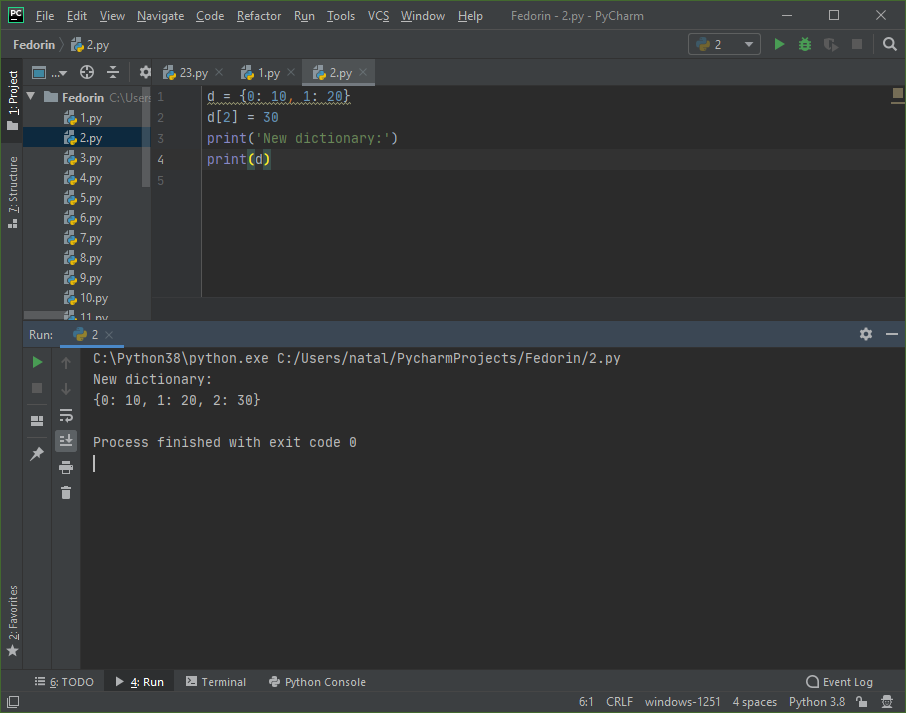 PC File Edit View Navigate Code Refactor Run Tools VCS Window Help Fedorin - 2.py - PyCharm
Fedorin 2.py 2
... 23.py 1.py 2.py
1: Project
Fedorin C:\Users
1.py
2.py
3.py
4.py
5.py
6.py
7.py
8.py
9.py
10.py
11.py
7: Structure
1 d = {0: 10, 1: 20}
2 d[2] = 30
3 print('New dictionary:')
4 print(d)
5
Run: 2
C:\Python38\python.exe C:/Users/natal/PycharmProjects/Fedorin/2.py
New dictionary:
{0: 10, 1: 20, 2: 30}
Process finished with exit code 0
2: Favorites
6: TODO 4: Run Terminal Python Console Event Log
6:1 CRLF windows-1251 4 spaces Python 3.8